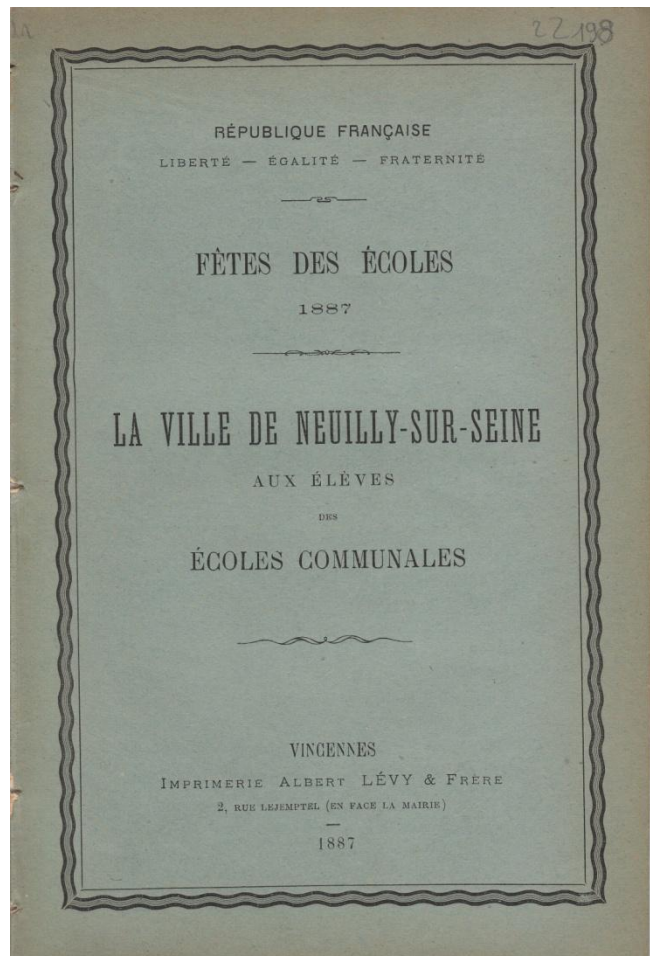 22198
RÉPUBLIQUE FRANÇAISE
LIBERTÉ — ÉGALITÉ — FRATERNITÉ
FÊTES DES ÉCOLES
1887
LA VILLE DE NEUILLY-SUR-SEINE
AUX ÉLÈVES
DES
ÉCOLES COMMUNALES
VINCENNES
IMPRIMERIE ALBERT LÉVY & FRÈRE
2, RUE LEJEMPTEL (EN FACE LA MAIRIE)
1887